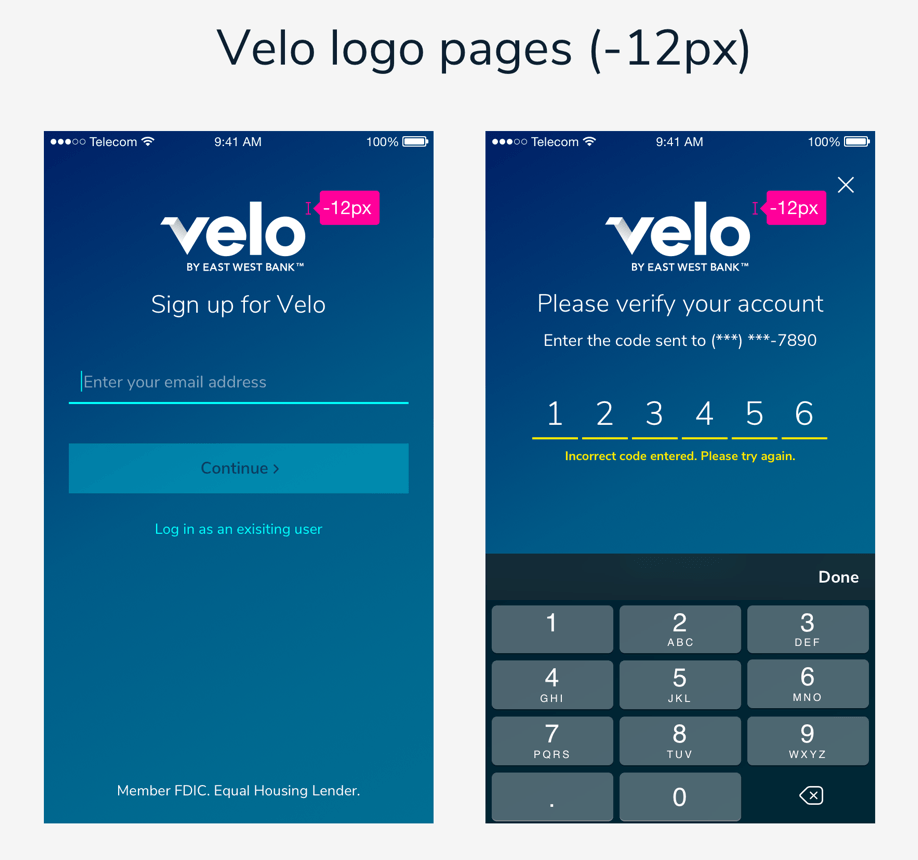 Velo logo pages (-12px)
Telecom 9:41 AM 100%
-12px
velo
BY EAST WEST BANK™
Sign up for Velo
Enter your email address
Continue >
Log in as an exisiting user
Member FDIC. Equal Housing Lender.
Telecom 9:41 AM 100%
-12px
velo
BY EAST WEST BANK™
Please verify your account
Enter the code sent to (***) ***-7890
1 2 3 4 5 6
Incorrect code entered. Please try again.
Done
1 2 3
ABC DEF
4 5 6
GHI JKL MNO
7 8 9
PQRS TUV WXYZ
. 0